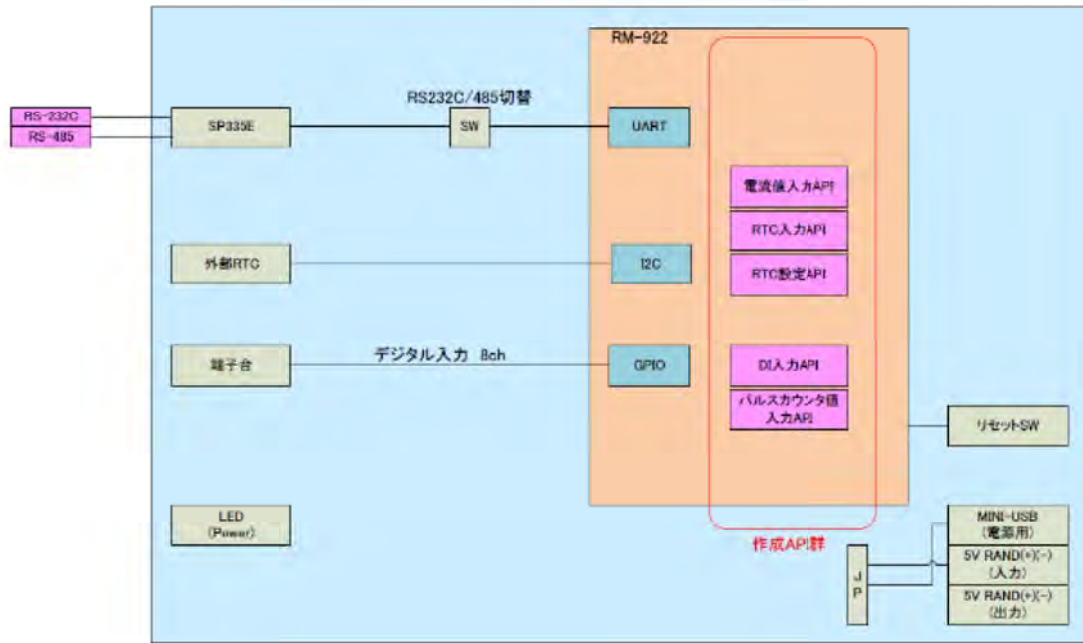 RM-922
RS232C/485切替
RS-232C
RS-485
SP335E
SW
UART
電流値入力API
RTC入力API
外部RTC
I2C
RTC設定API
デジタル入力 8ch
端子台
GPIO
DI入力API
パルスカウンタ値
入力API
リセットSW
LED
(Power)
作成API群
JP
MINI-USB
(電源用)
5V RAND(+)(-)
(入力)
5V RAND(+)(-)
(出力)